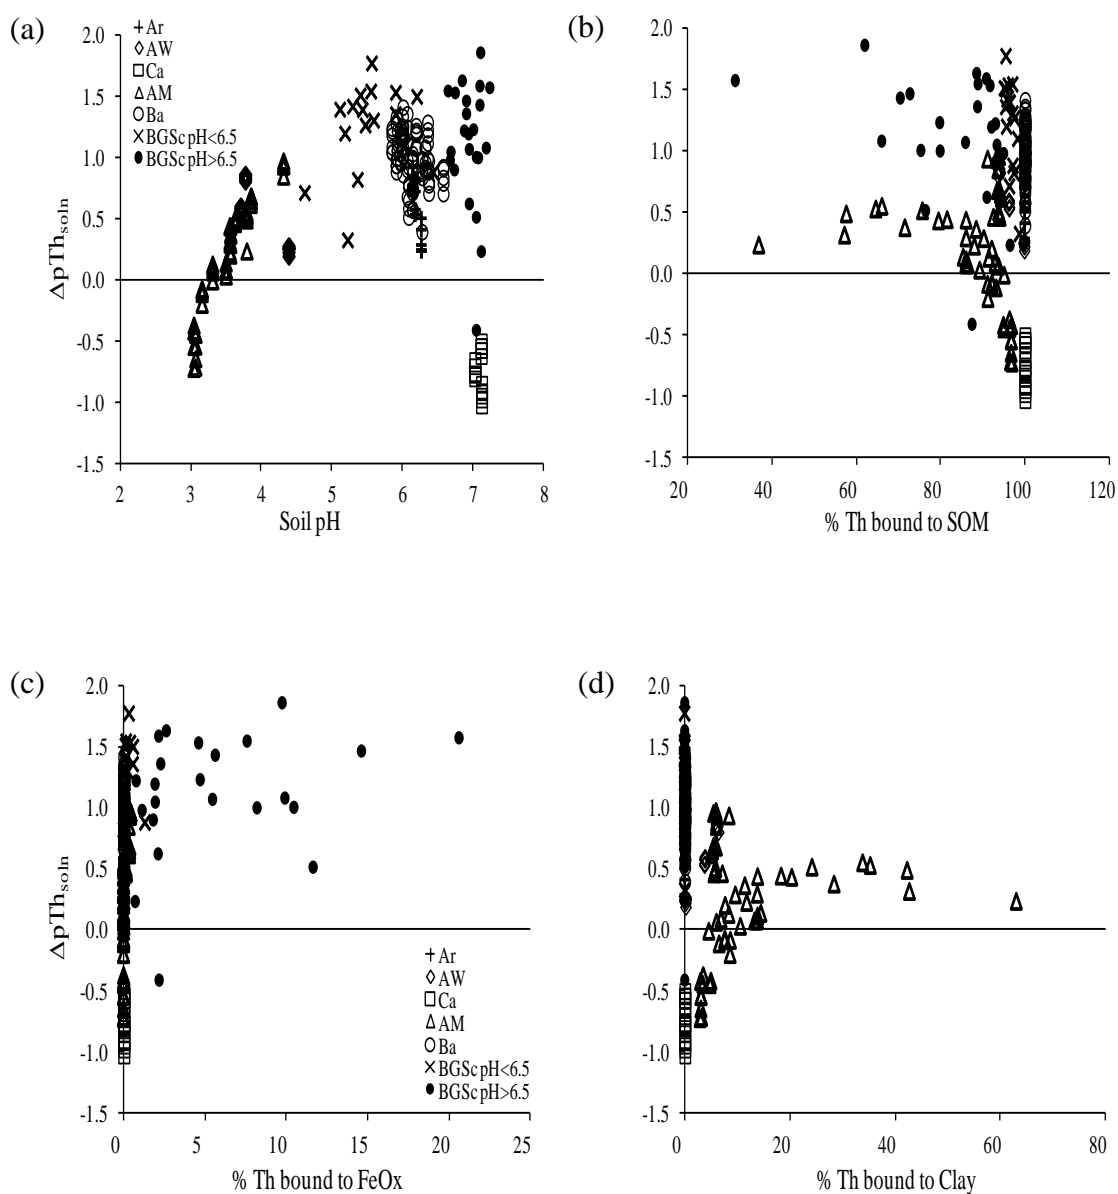 (a)
2.0
1.5
1.0
0.5
0.0
-0.5
-1.0
-1.5
ΔpTh soln
2 3 4 5 6 7 8
Soil pH
Ar
AW
Ca
AM
Ba
BGSc pH<6.5
BGSc pH>6.5
(b)
2.0
1.5
1.0
0.5
0.0
-0.5
-1.0
-1.5
20 40 60 80 100 120
% Th bound to SOM
(c)
2.0
1.5
1.0
0.5
0.0
-0.5
-1.0
-1.5
ΔpTh soln
0 5 10 15 20 25
% Th bound to FeOx
Ar
AW
Ca
AM
Ba
BGSc pH<6.5
BGSc pH>6.5
(d)
2.0
1.5
1.0
0.5
0.0
-0.5
-1.0
-1.5
0 20 40 60 80
% Th bound to Clay